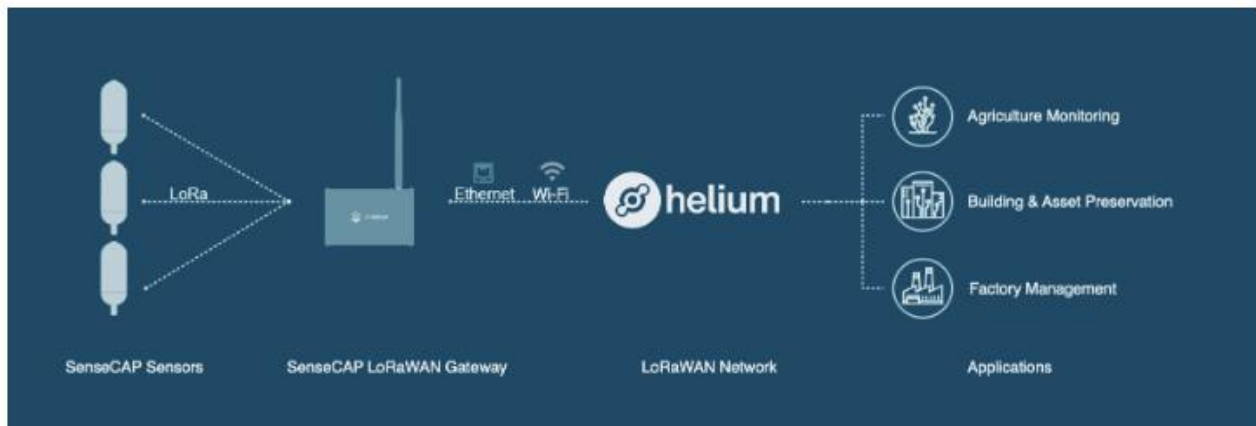 LoRa
Ethernet Wi-Fi
helium
Agriculture Monitoring
Building & Asset Preservation
Factory Management
SenseCAP Sensors
SenseCAP LoRaWAN Gateway
LoRaWAN Network
Applications